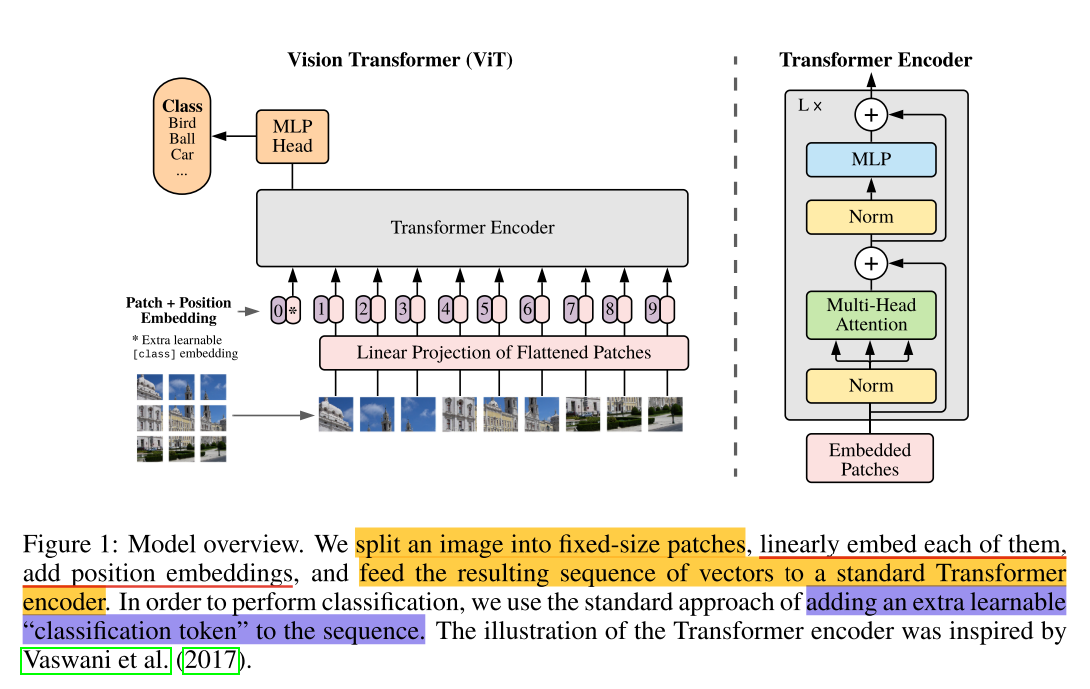 Vision Transformer (ViT)
Class
Bird
Ball
Car
...
MLP
Head
Transformer Encoder
Patch + Position
Embedding
0 * 1 2 3 4 5 6 7 8 9
* Extra learnable
[class] embedding
Linear Projection of Flattened Patches
Transformer Encoder
L ×
+
MLP
Norm
+
Multi-Head
Attention
Norm
Embedded
Patches
Figure 1: Model overview. We split an image into fixed-size patches, linearly embed each of them,
add position embeddings, and feed the resulting sequence of vectors to a standard Transformer
encoder. In order to perform classification, we use the standard approach of adding an extra learnable
“classification token” to the sequence. The illustration of the Transformer encoder was inspired by
Vaswani et al. (2017).